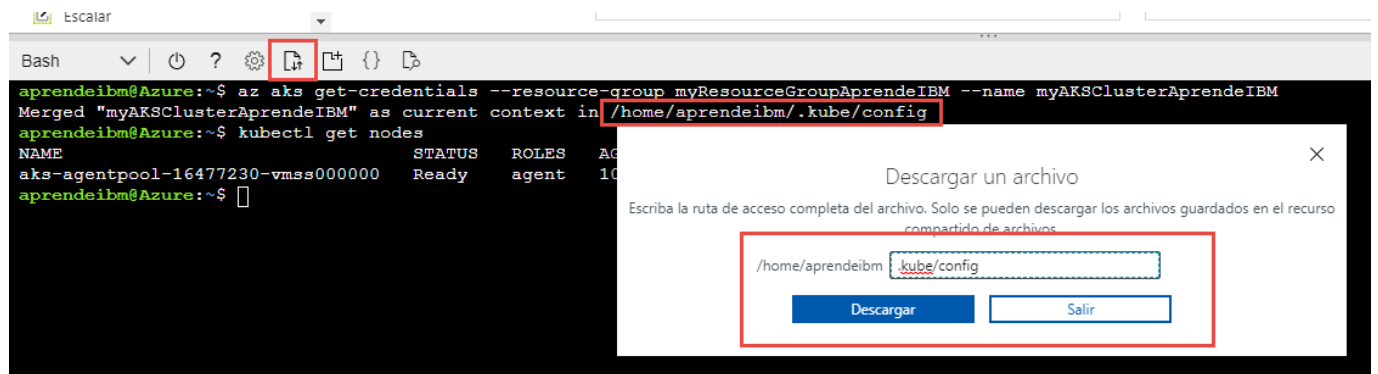 Escalar
Bash
aprendeibm@Azure:~$ az aks get-credentials --resource-group myResourceGroupAprendeIBM --name myAKSClusterAprendeIBM
Merged "myAKSClusterAprendeIBM" as current context in /home/aprendeibm/.kube/config
aprendeibm@Azure:~$ kubectl get nodes
NAME STATUS ROLES AG
aks-agentpool-16477230-vmss000000 Ready agent 10
aprendeibm@Azure:~$
Descargar un archivo
Escriba la ruta de acceso completa del archivo. Solo se pueden descargar los archivos guardados en el recurso
compartido de archivos
/home/aprendeibm .kube/config
Descargar Salir